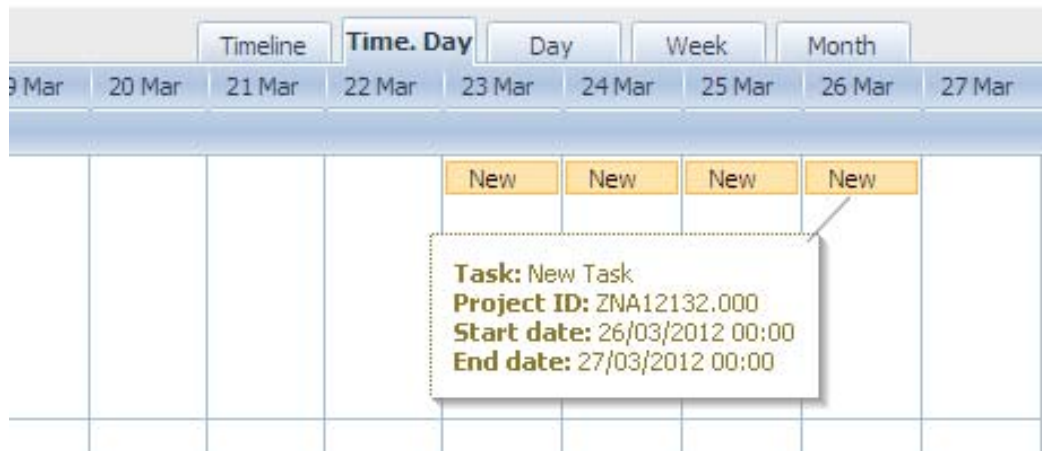 Timeline Time. Day Day Week Month
Mar 20 Mar 21 Mar 22 Mar 23 Mar 24 Mar 25 Mar 26 Mar 27 Mar
New New New New
Task: New Task
Project ID: ZNA12132.000
Start date: 26/03/2012 00:00
End date: 27/03/2012 00:00